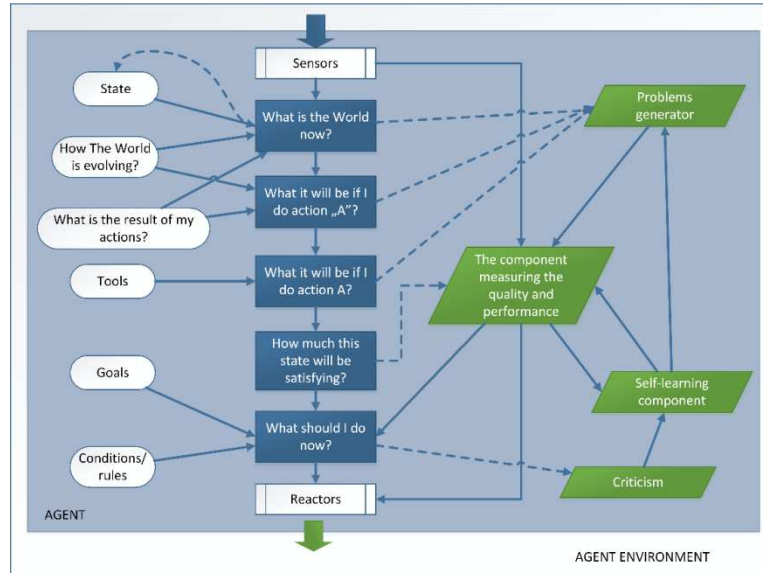 Sensors
State
What is the World
now?
Problems
generator
How The World
is evolving?
What it will be if I
do action „A”?
What is the result of my
actions?
The component
measuring the
quality and
performance
Tools
What it will be if I
do action A?
How much this
state will be
satisfying?
Goals
Self-learning
component
What should I do
now?
Conditions/
rules
Criticism
Reactors
AGENT
AGENT ENVIRONMENT